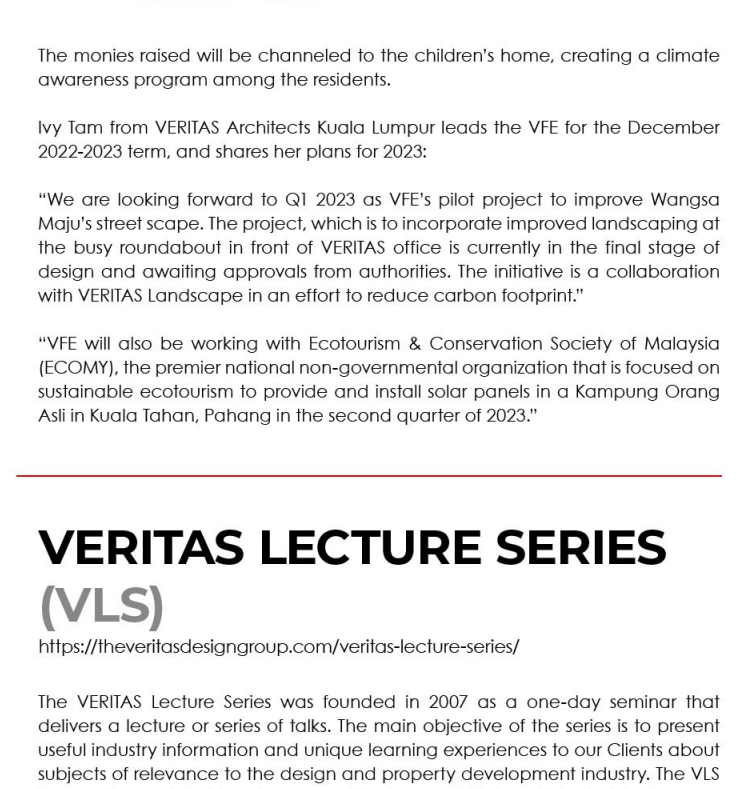 The monies raised will be channeled to the children's home, creating a climate
awareness program among the residents.
Ivy Tam from VERITAS Architects Kuala Lumpur leads the VFE for the December
2022-2023 term, and shares her plans for 2023:
“We are looking forward to Q1 2023 as VFE's pilot project to improve Wangsa
Maju's street scape. The project, which is to incorporate improved landscaping at
the busy roundabout in front of VERITAS office is currently in the final stage of
design and awaiting approvals from authorities. The initiative is a collaboration
with VERITAS Landscape in an effort to reduce carbon footprint.”
“VFE will also be working with Ecotourism & Conservation Society of Malaysia
(ECOMY), the premier national non-governmental organization that is focused on
sustainable ecotourism to provide and install solar panels in a Kampung Orang
Asli in Kuala Tahan, Pahang in the second quarter of 2023.”
VERITAS LECTURE SERIES
(VLS)
https://theveritasdesigngroup.com/veritas-lecture-series/
The VERITAS Lecture Series was founded in 2007 as a one-day seminar that
delivers a lecture or series of talks. The main objective of the series is to present
useful industry information and unique learning experiences to our Clients about
subjects of relevance to the design and property development industry. The VLS